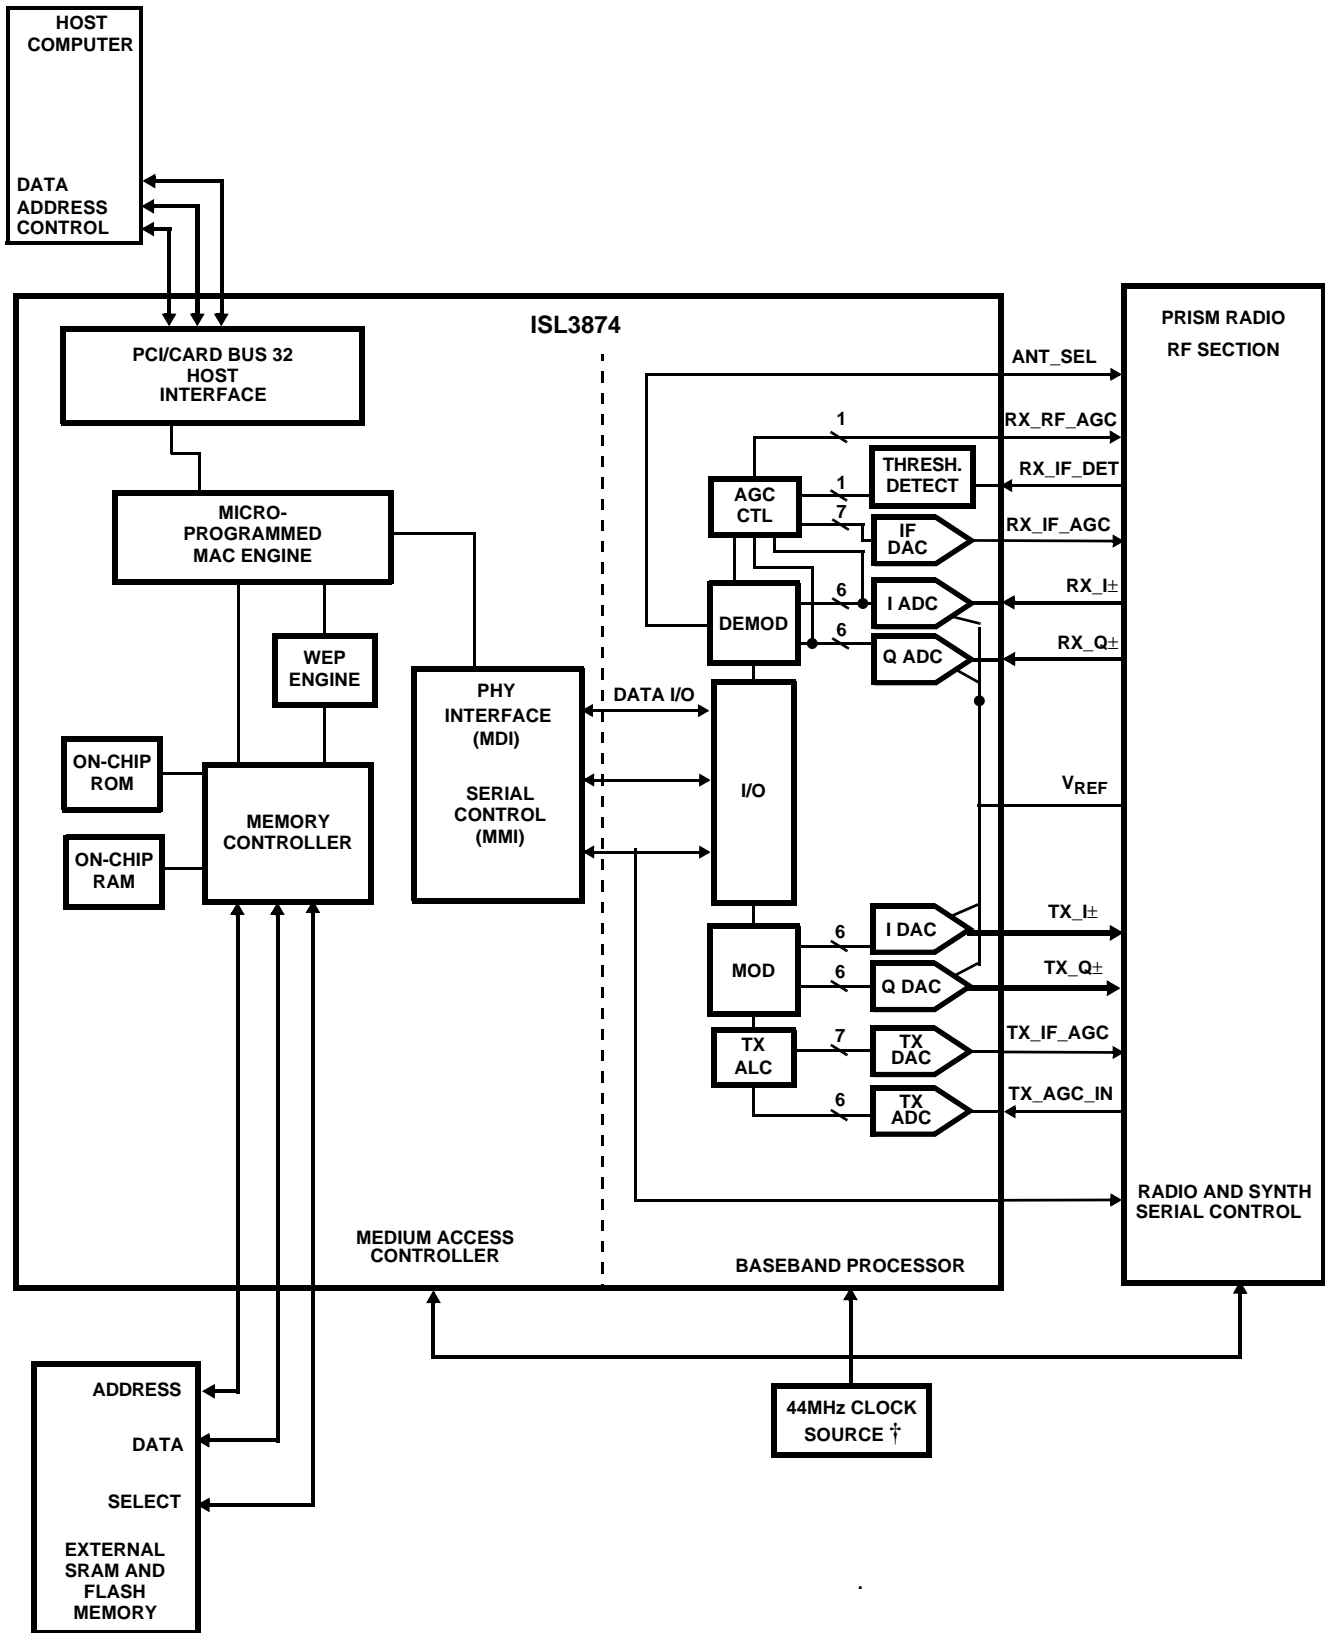 HOST
COMPUTER
DATA
ADDRESS
CONTROL
ISL3874
PCI/CARD BUS 32
HOST
INTERFACE
MICRO-
PROGRAMMED
MAC ENGINE
WEP
ENGINE
ON-CHIP
ROM
ON-CHIP
RAM
MEMORY
CONTROLLER
PHY
INTERFACE
(MDI)
SERIAL
CONTROL
(MMI)
DATA I/O
MEDIUM ACCESS
CONTROLLER
AGC
CTL
DEMOD
I/O
MOD
TX
ALC
1
1
7
6
6
6
6
7
6
THRESH.
DETECT
IF
DAC
I ADC
Q ADC
I DAC
Q DAC
TX
DAC
TX
ADC
BASEBAND PROCESSOR
ANT_SEL
RX_RF_AGC
RX_IF_DET
RX_IF_AGC
RX_I±
RX_Q±
VREF
TX_I±
TX_Q±
TX_IF_AGC
TX_AGC_IN
PRISM RADIO
RF SECTION
RADIO AND SYNTH
SERIAL CONTROL
44MHz CLOCK
SOURCE †
ADDRESS
DATA
SELECT
EXTERNAL
SRAM AND
FLASH
MEMORY
.